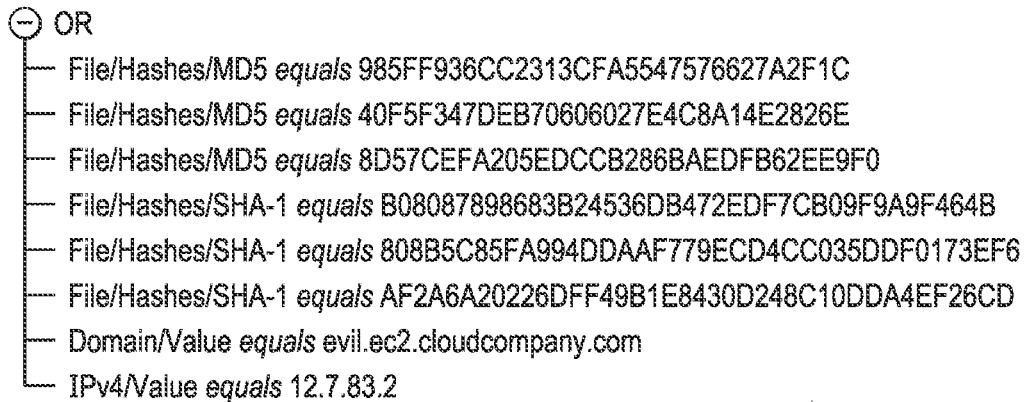 OR
File/Hashes/MD5 equals 985FF936CC2313CFA5547576627A2F1C
File/Hashes/MD5 equals 40F5F347DEB70606027E4C8A14E2826E
File/Hashes/MD5 equals 8D57CEFA205EDCCB286BAEDFB62EE9F0
File/Hashes/SHA-1 equals B08087898683B24536DB472EDF7CB09F9A9F464B
File/Hashes/SHA-1 equals 808B5C85FA994DDAAF779ECD4CC035DDF0173EF6
File/Hashes/SHA-1 equals AF2A6A20226DFF49B1E8430D248C10DDA4EF26CD
Domain/Value equals evil.ec2.cloudcompany.com
IPv4/Value equals 12.7.83.2